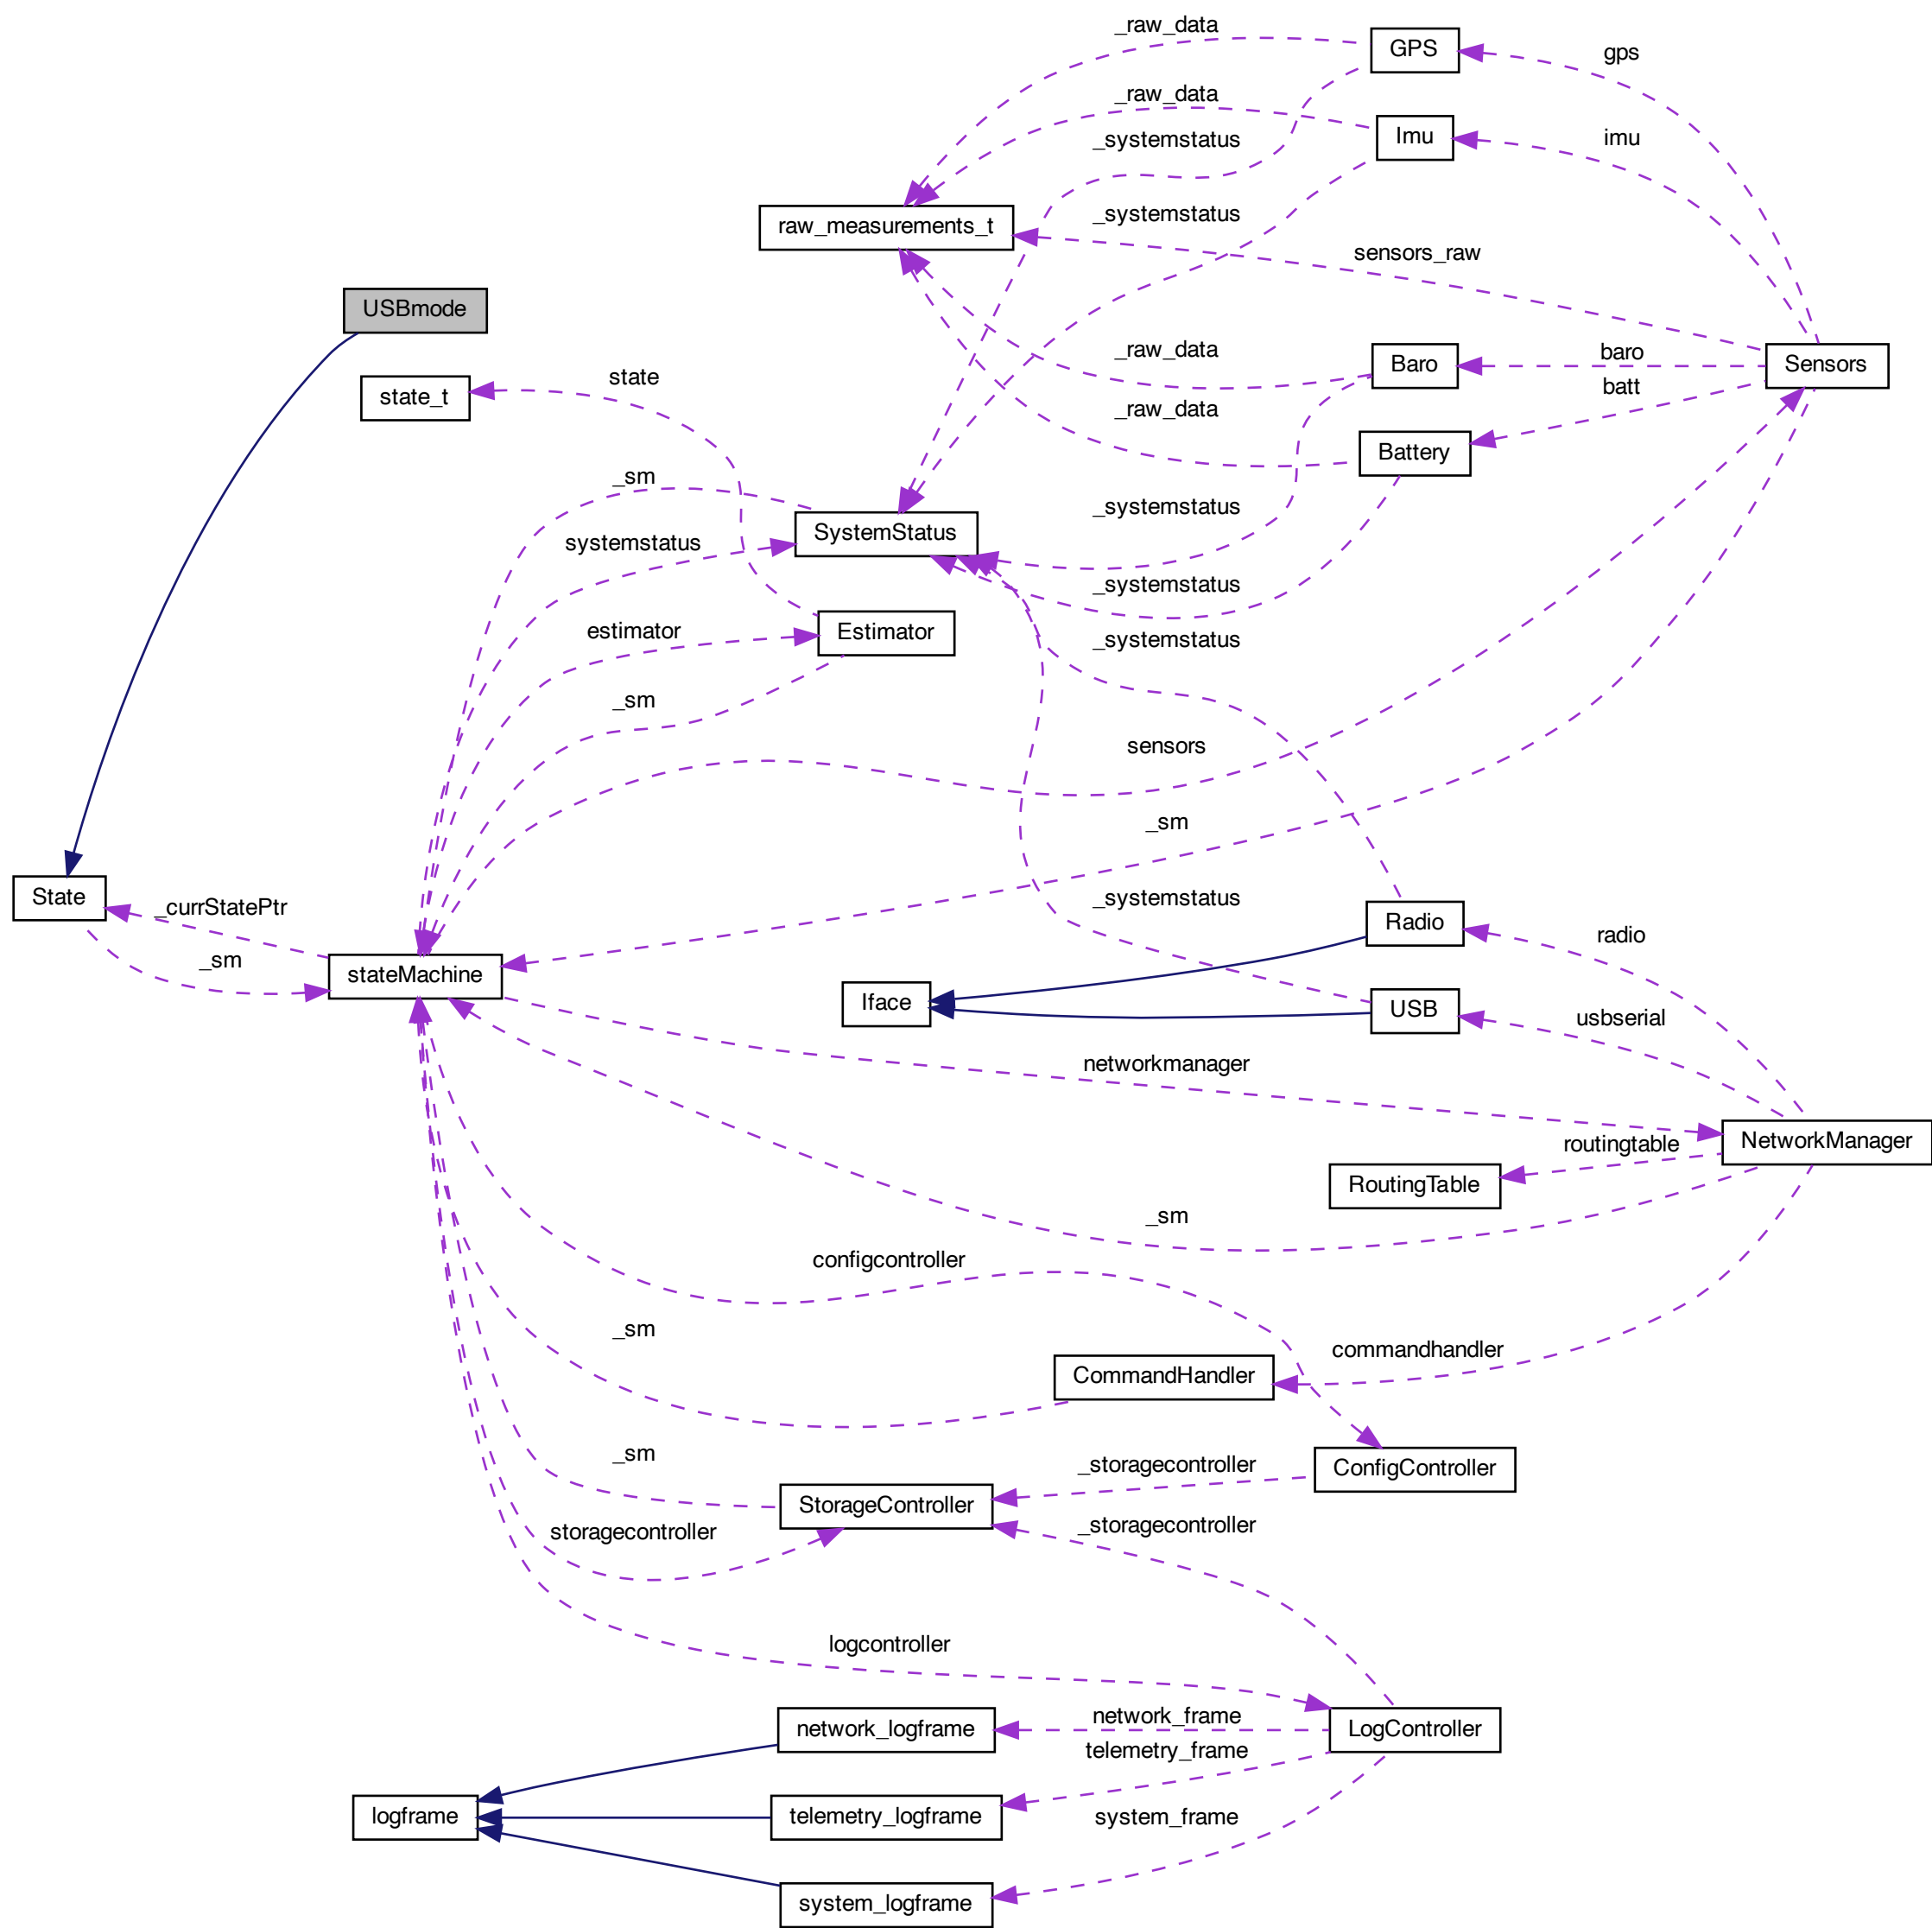 _raw_data
GPS
gps
_raw_data
Imu
imu
_systemstatus
_systemstatus
raw_measurements_t
sensors_raw
USBmode
_raw_data
Baro
baro
Sensors
state
state_t
batt
_raw_data
Battery
_sm
_systemstatus
SystemStatus
systemstatus
_systemstatus
estimator
Estimator
_systemstatus
_sm
sensors
_sm
State
_currStatePtr
_systemstatus
Radio
radio
_sm
stateMachine
Iface
USB
usbserial
networkmanager
NetworkManager
routingtable
RoutingTable
_sm
configcontroller
_sm
commandhandler
CommandHandler
_sm
_storagecontroller
ConfigController
StorageController
storagecontroller
_storagecontroller
logcontroller
network_logframe
network_frame
LogController
telemetry_frame
logframe
telemetry_logframe
system_frame
system_logframe